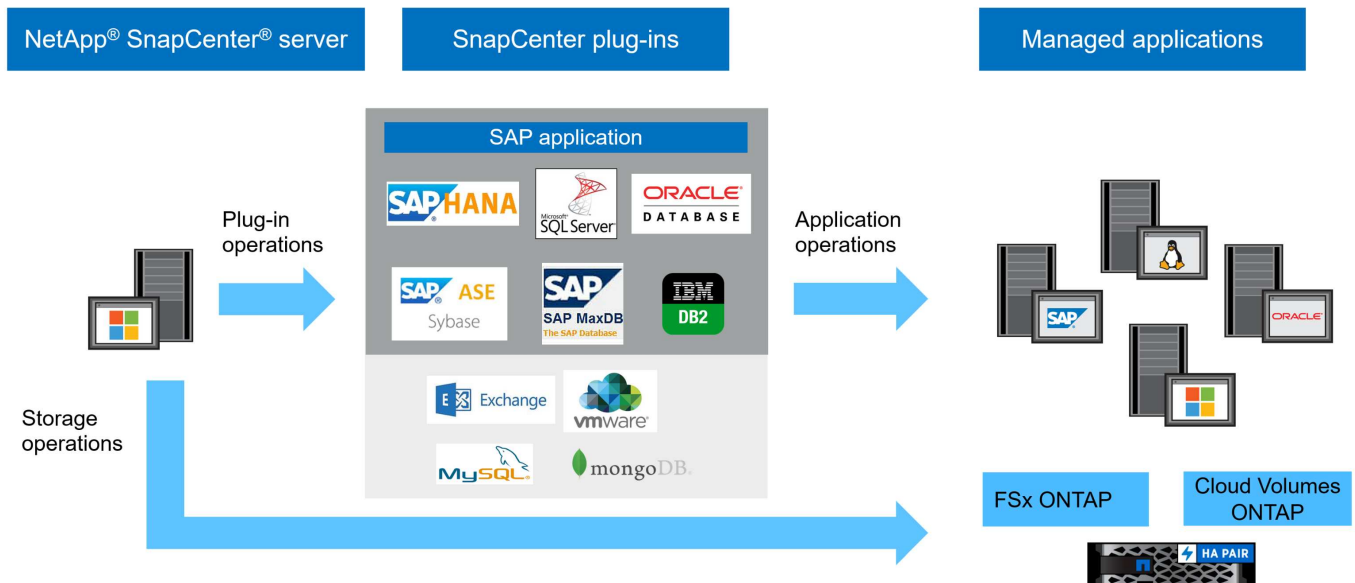 NetApp® SnapCenter® server
SnapCenter plug-ins
Managed applications
SAP application
SAP® HANA
Microsoft®
SQL Server®
ORACLE®
DATABASE
Plug-in
operations
Application
operations
SAP® ASE
Sybase
SAP
SAP MaxDB
The SAP Database
IBM
DB2
SAP
ORACLE
E Exchange
vmware®
Storage
operations
MySQL®
mongoDB®
FSx ONTAP
Cloud Volumes
ONTAP
HA PAIR